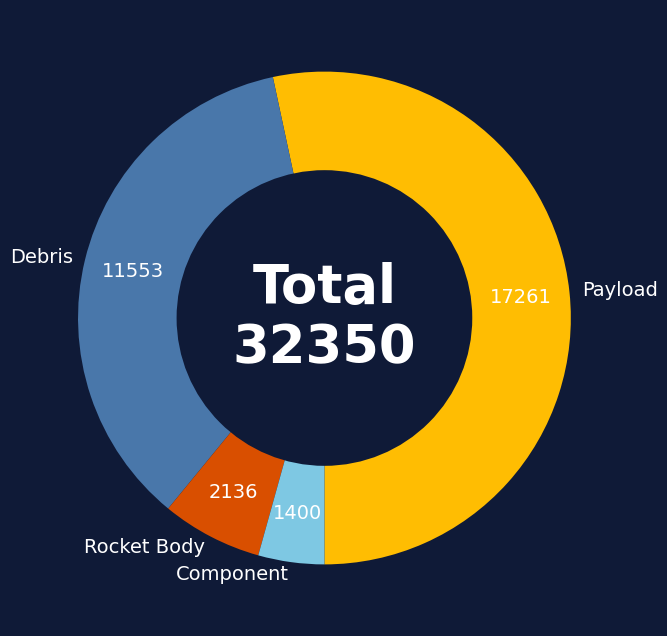 Debris
11553
Total
32350
17261
Payload
2136
1400
Rocket Body
Component